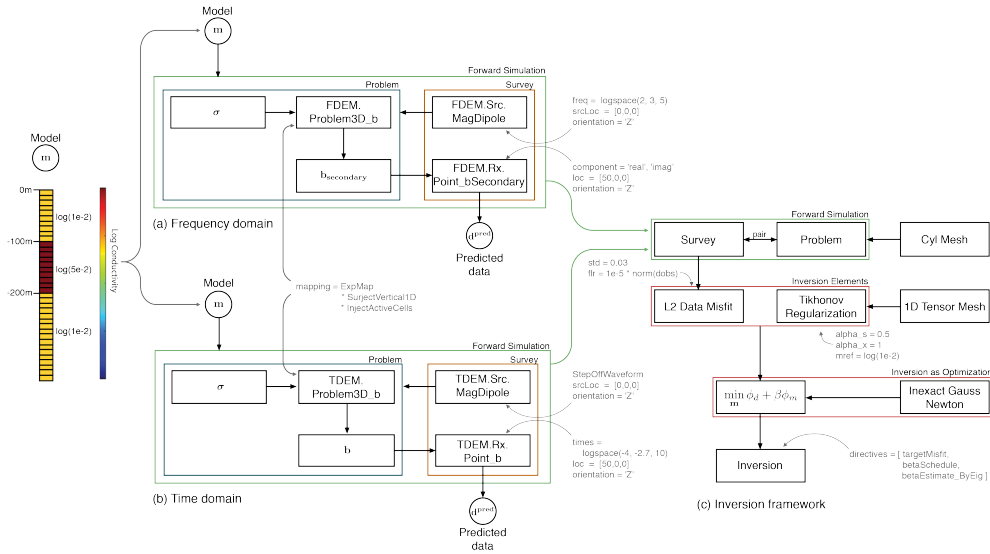 Model
m
Forward Simulation
Problem
Survey
σ
FDEM.
Problem3D_b
FDEM.Src.
MagDipole
b_secondary
FDEM.Rx.
Point_bSecondary
freq = logspace(2, 3, 5)
srcLoc = [0,0,0]
orientation = 'Z'
component = 'real', 'imag'
loc = [50,0,0]
orientation = 'Z'
(a) Frequency domain
d^pred
Predicted
data
Model
m
0m
-100m
-200m
log(1e-2)
log(5e-2)
log(1e-2)
Log Conductivity
mapping = ExpMap
* SurjectVertical1D
* InjectActiveCells
Model
m
Forward Simulation
Problem
Survey
σ
TDEM.
Problem3D_b
TDEM.Src.
MagDipole
b
TDEM.Rx.
Point_b
StepOffWaveform
srcLoc = [0,0,0]
orientation = 'Z'
times =
logspace(-4, -2.7, 10)
loc = [50,0,0]
orientation = 'Z'
(b) Time domain
d^pred
Predicted
data
Forward Simulation
Survey
pair
Problem
Cyl Mesh
std = 0.03
flr = 1e-5 * norm(dobs)
Inversion Elements
L2 Data Misfit
Tikhonov
Regularization
1D Tensor Mesh
alpha_s = 0.5
alpha_x = 1
mref = log(1e-2)
Inversion as Optimization
min_m ϕ_d + βϕ_m
Inexact Gauss
Newton
Inversion
directives = [ targetMisfit,
betaSchedule,
betaEstimate_ByEig ]
(c) Inversion framework